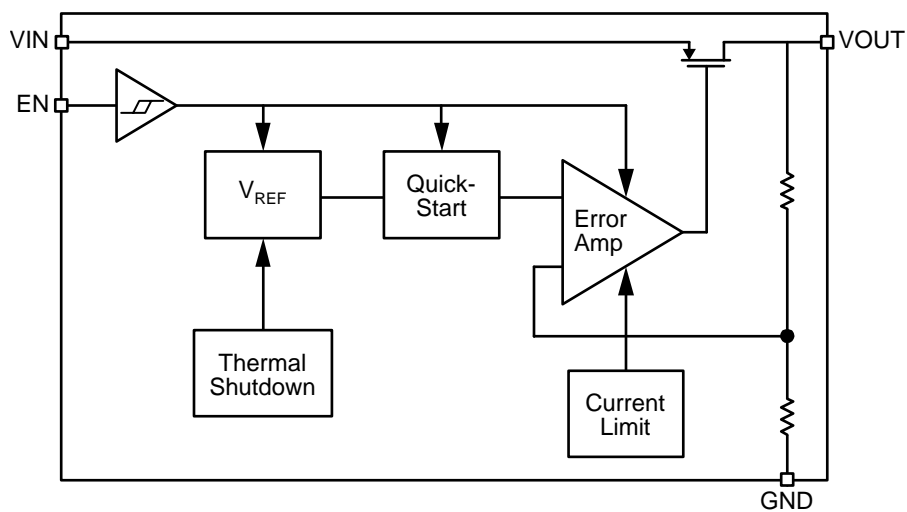 VIN
VOUT
EN
VREF
Quick-
Start
Error
Amp
Thermal
Shutdown
Current
Limit
GND